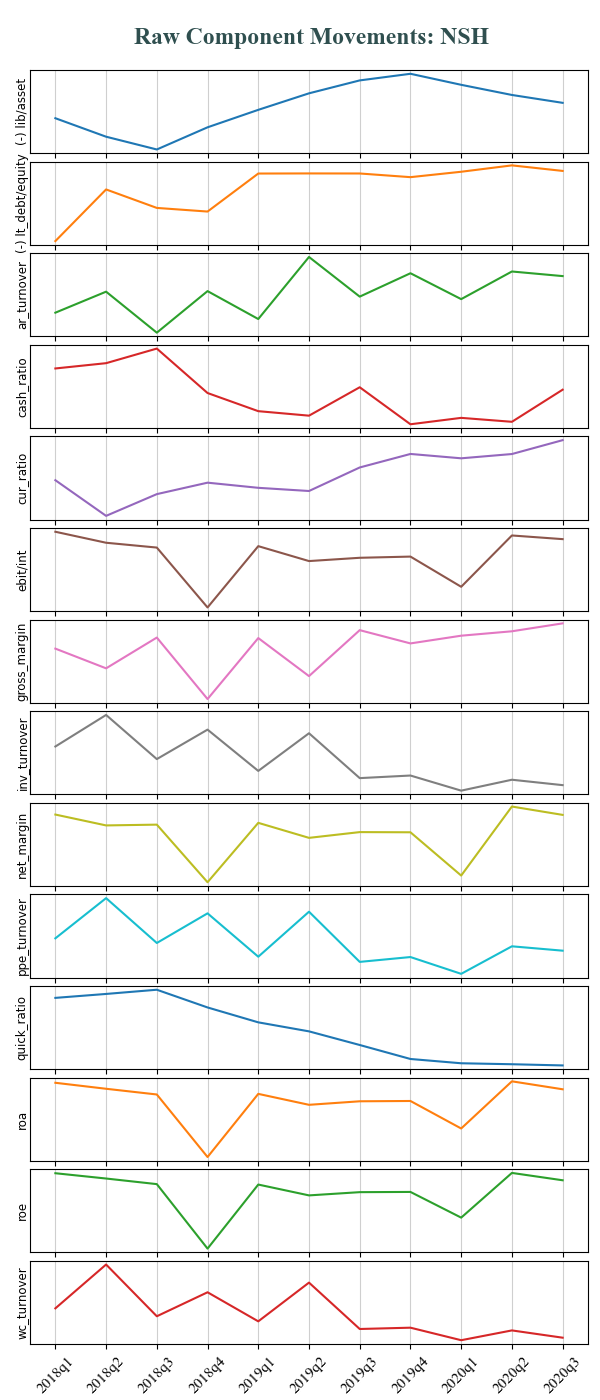 Raw Component Movements: NSH
(-) lib/asset
(-) lt_debt/equity
ar_turnover
cash_ratio
cur_ratio
ebit/int
gross_margin
inv_turnover
net_margin
ppe_turnover
quick_ratio
roa
roe
wc_turnover
2018q1 2018q2 2018q3 2018q4 2019q1 2019q2 2019q3 2019q4 2020q1 2020q2 2020q3